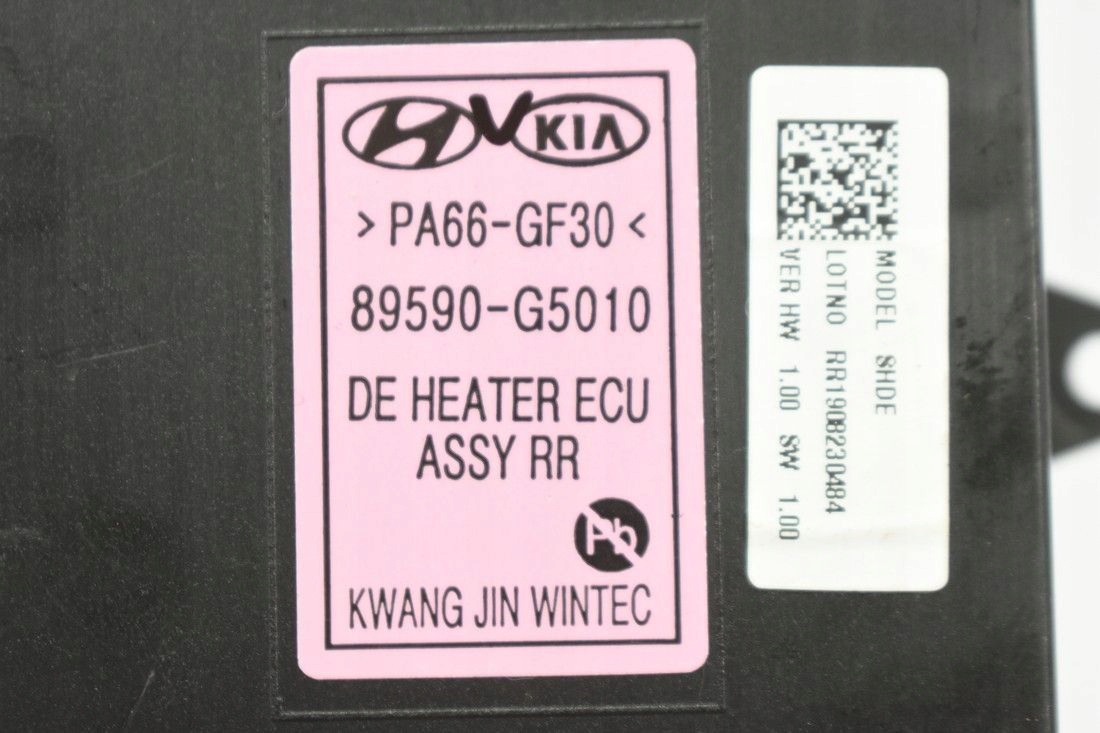 V KIA
> PA66-GF30 <
89590-G5010
DE HEATER ECU
ASSY RR
Pb
KWANG JIN WINTEC
MODEL SHDE
LOTNO RR1908230484
VER HW 1.00 SW 1.00